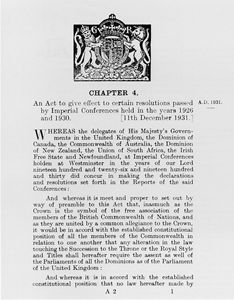 CHAPTER 4.
An Act to give effect to certain resolutions passed
by Imperial Conferences held in the years 1926
and 1930. [11th December 1931.]
A.D. 1931.
WHEREAS the delegates of His Majesty's Govern-
ments in the United Kingdom, the Dominion of
Canada, the Commonwealth of Australia, the Dominion
of New Zealand, the Union of South Africa, the Irish
Free State and Newfoundland, at Imperial Conferences
holden at Westminster in the years of our Lord
nineteen hundred and twenty-six and nineteen hundred
and thirty did concur in making the declarations
and resolutions set forth in the Reports of the said
Conferences:
And whereas it is meet and proper to set out by
way of preamble to this Act that, inasmuch as the
Crown is the symbol of the free association of the
members of the British Commonwealth of Nations, and
as they are united by a common allegiance to the Crown,
it would be in accord with the established constitutional
position of all the members of the Commonwealth in
relation to one another that any alteration in the law
touching the Succession to the Throne or the Royal Style
and Titles shall hereafter require the assent as well of
the Parliaments of all the Dominions as of the Parliament
of the United Kingdom:
And whereas it is in accord with the established
constitutional position that no law hereafter made by
A 2 1